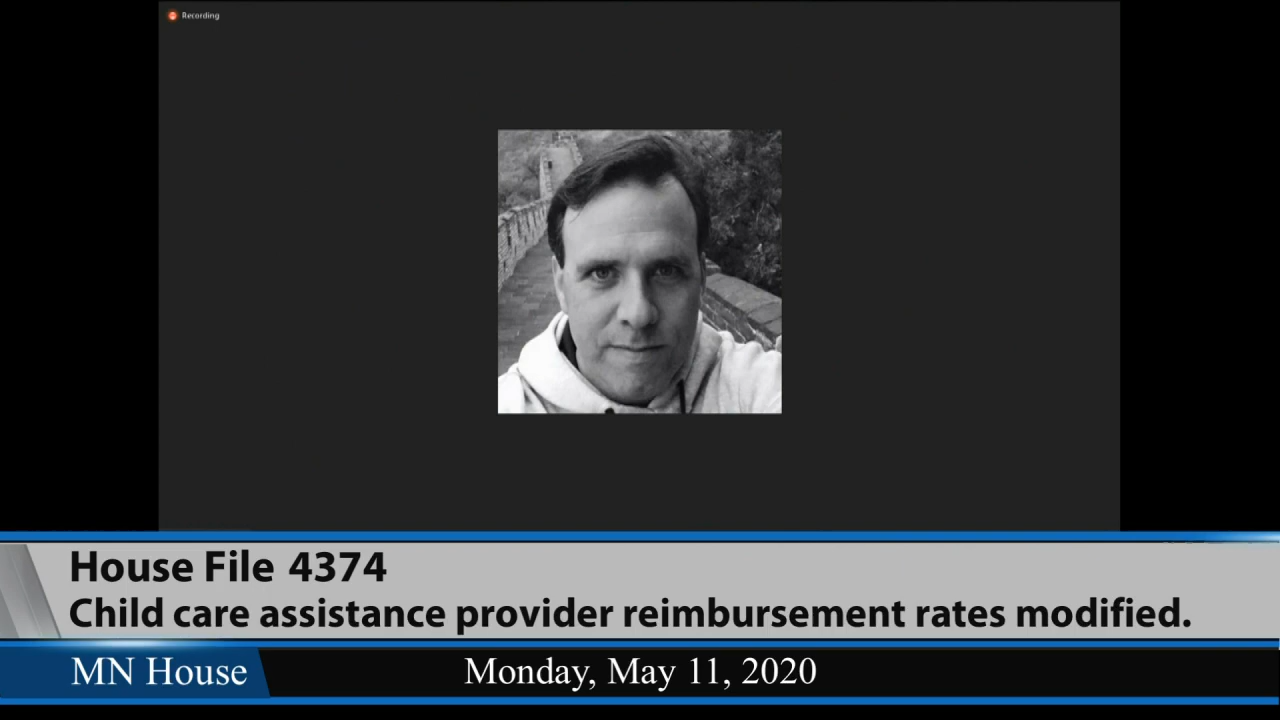 Recording
House File 4374
Child care assistance provider reimbursement rates modified.
MN House
Monday, May 11, 2020